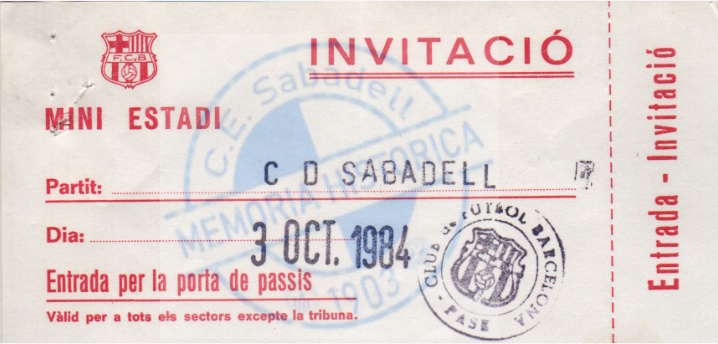 F.C.B
INVITACIÓ
MINI ESTADI
Partit: C D SABADELL
Dia: 3 OCT. 1984
Entrada per la porta de passis
Vàlid per a tots els sectors excepte la tribuna.
Entrada - Invitació
C.E. Sabadell
MEMORIA HISTORICA
1903
CLUB DE FUTBOL BARCELONA
- PASE -